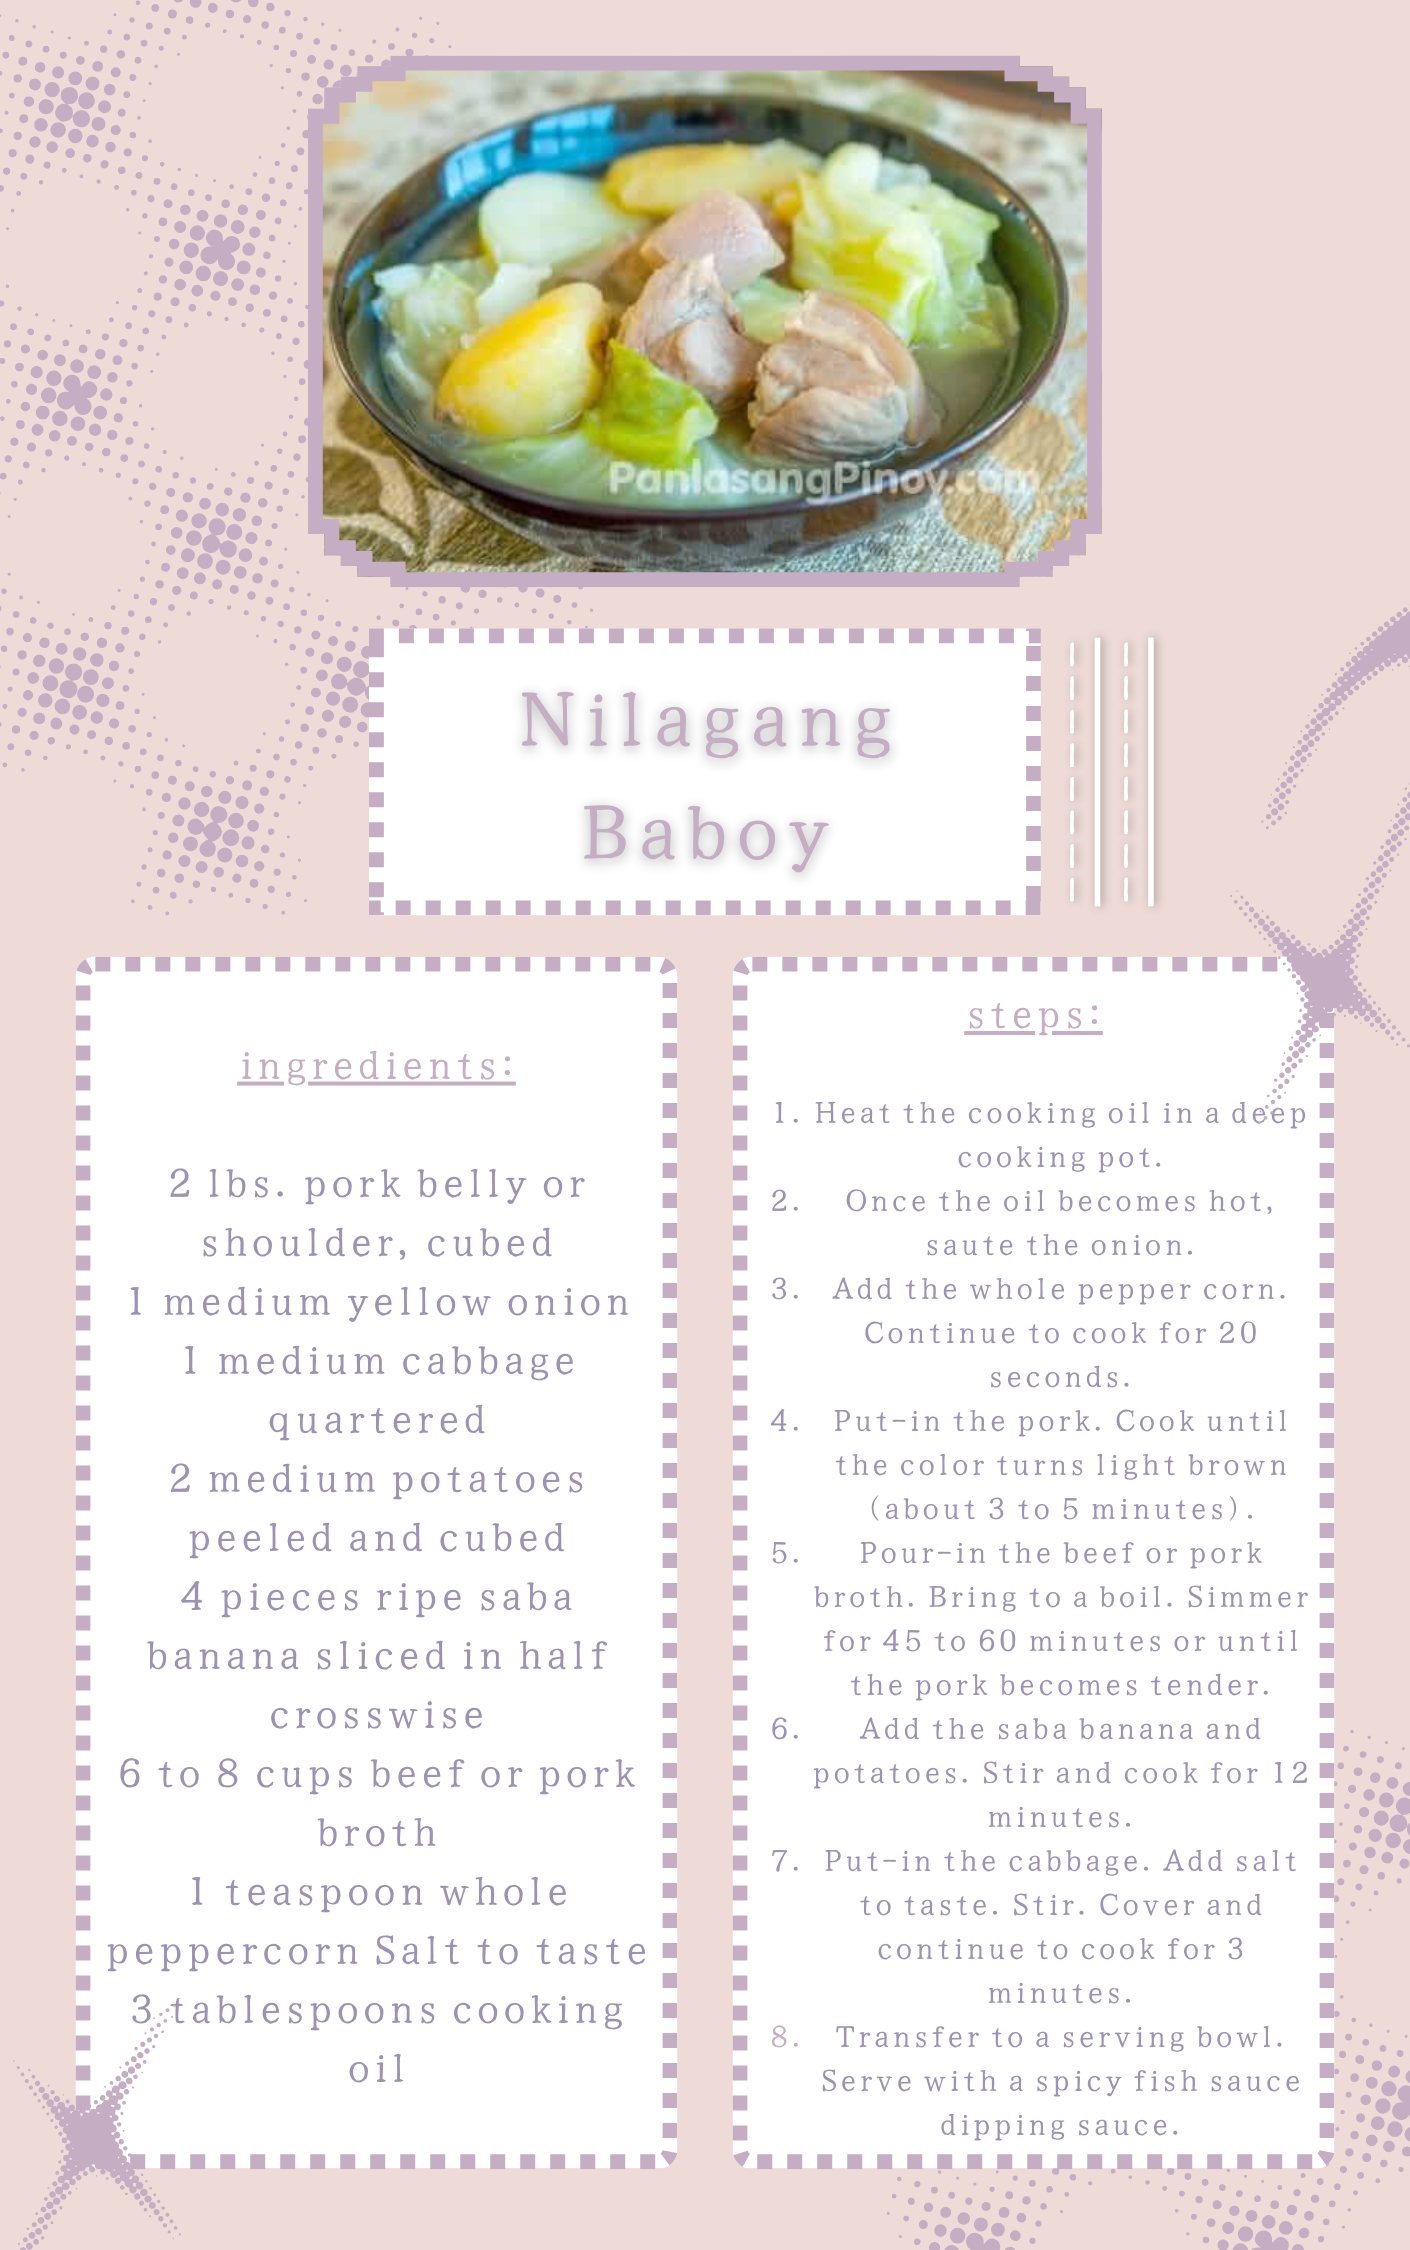 PanlasangPinoy.com
Nilagang
Baboy
ingredients:
2 lbs. pork belly or
shoulder, cubed
1 medium yellow onion
1 medium cabbage
quartered
2 medium potatoes
peeled and cubed
4 pieces ripe saba
banana sliced in half
crosswise
6 to 8 cups beef or pork
broth
1 teaspoon whole
peppercorn Salt to taste
3 tablespoons cooking
oil
steps:
1. Heat the cooking oil in a deep
cooking pot.
2. Once the oil becomes hot,
saute the onion.
3. Add the whole pepper corn.
Continue to cook for 20
seconds.
4. Put-in the pork. Cook until
the color turns light brown
(about 3 to 5 minutes).
5. Pour-in the beef or pork
broth. Bring to a boil. Simmer
for 45 to 60 minutes or until
the pork becomes tender.
6. Add the saba banana and
potatoes. Stir and cook for 12
minutes.
7. Put-in the cabbage. Add salt
to taste. Stir. Cover and
continue to cook for 3
minutes.
8. Transfer to a serving bowl.
Serve with a spicy fish sauce
dipping sauce.